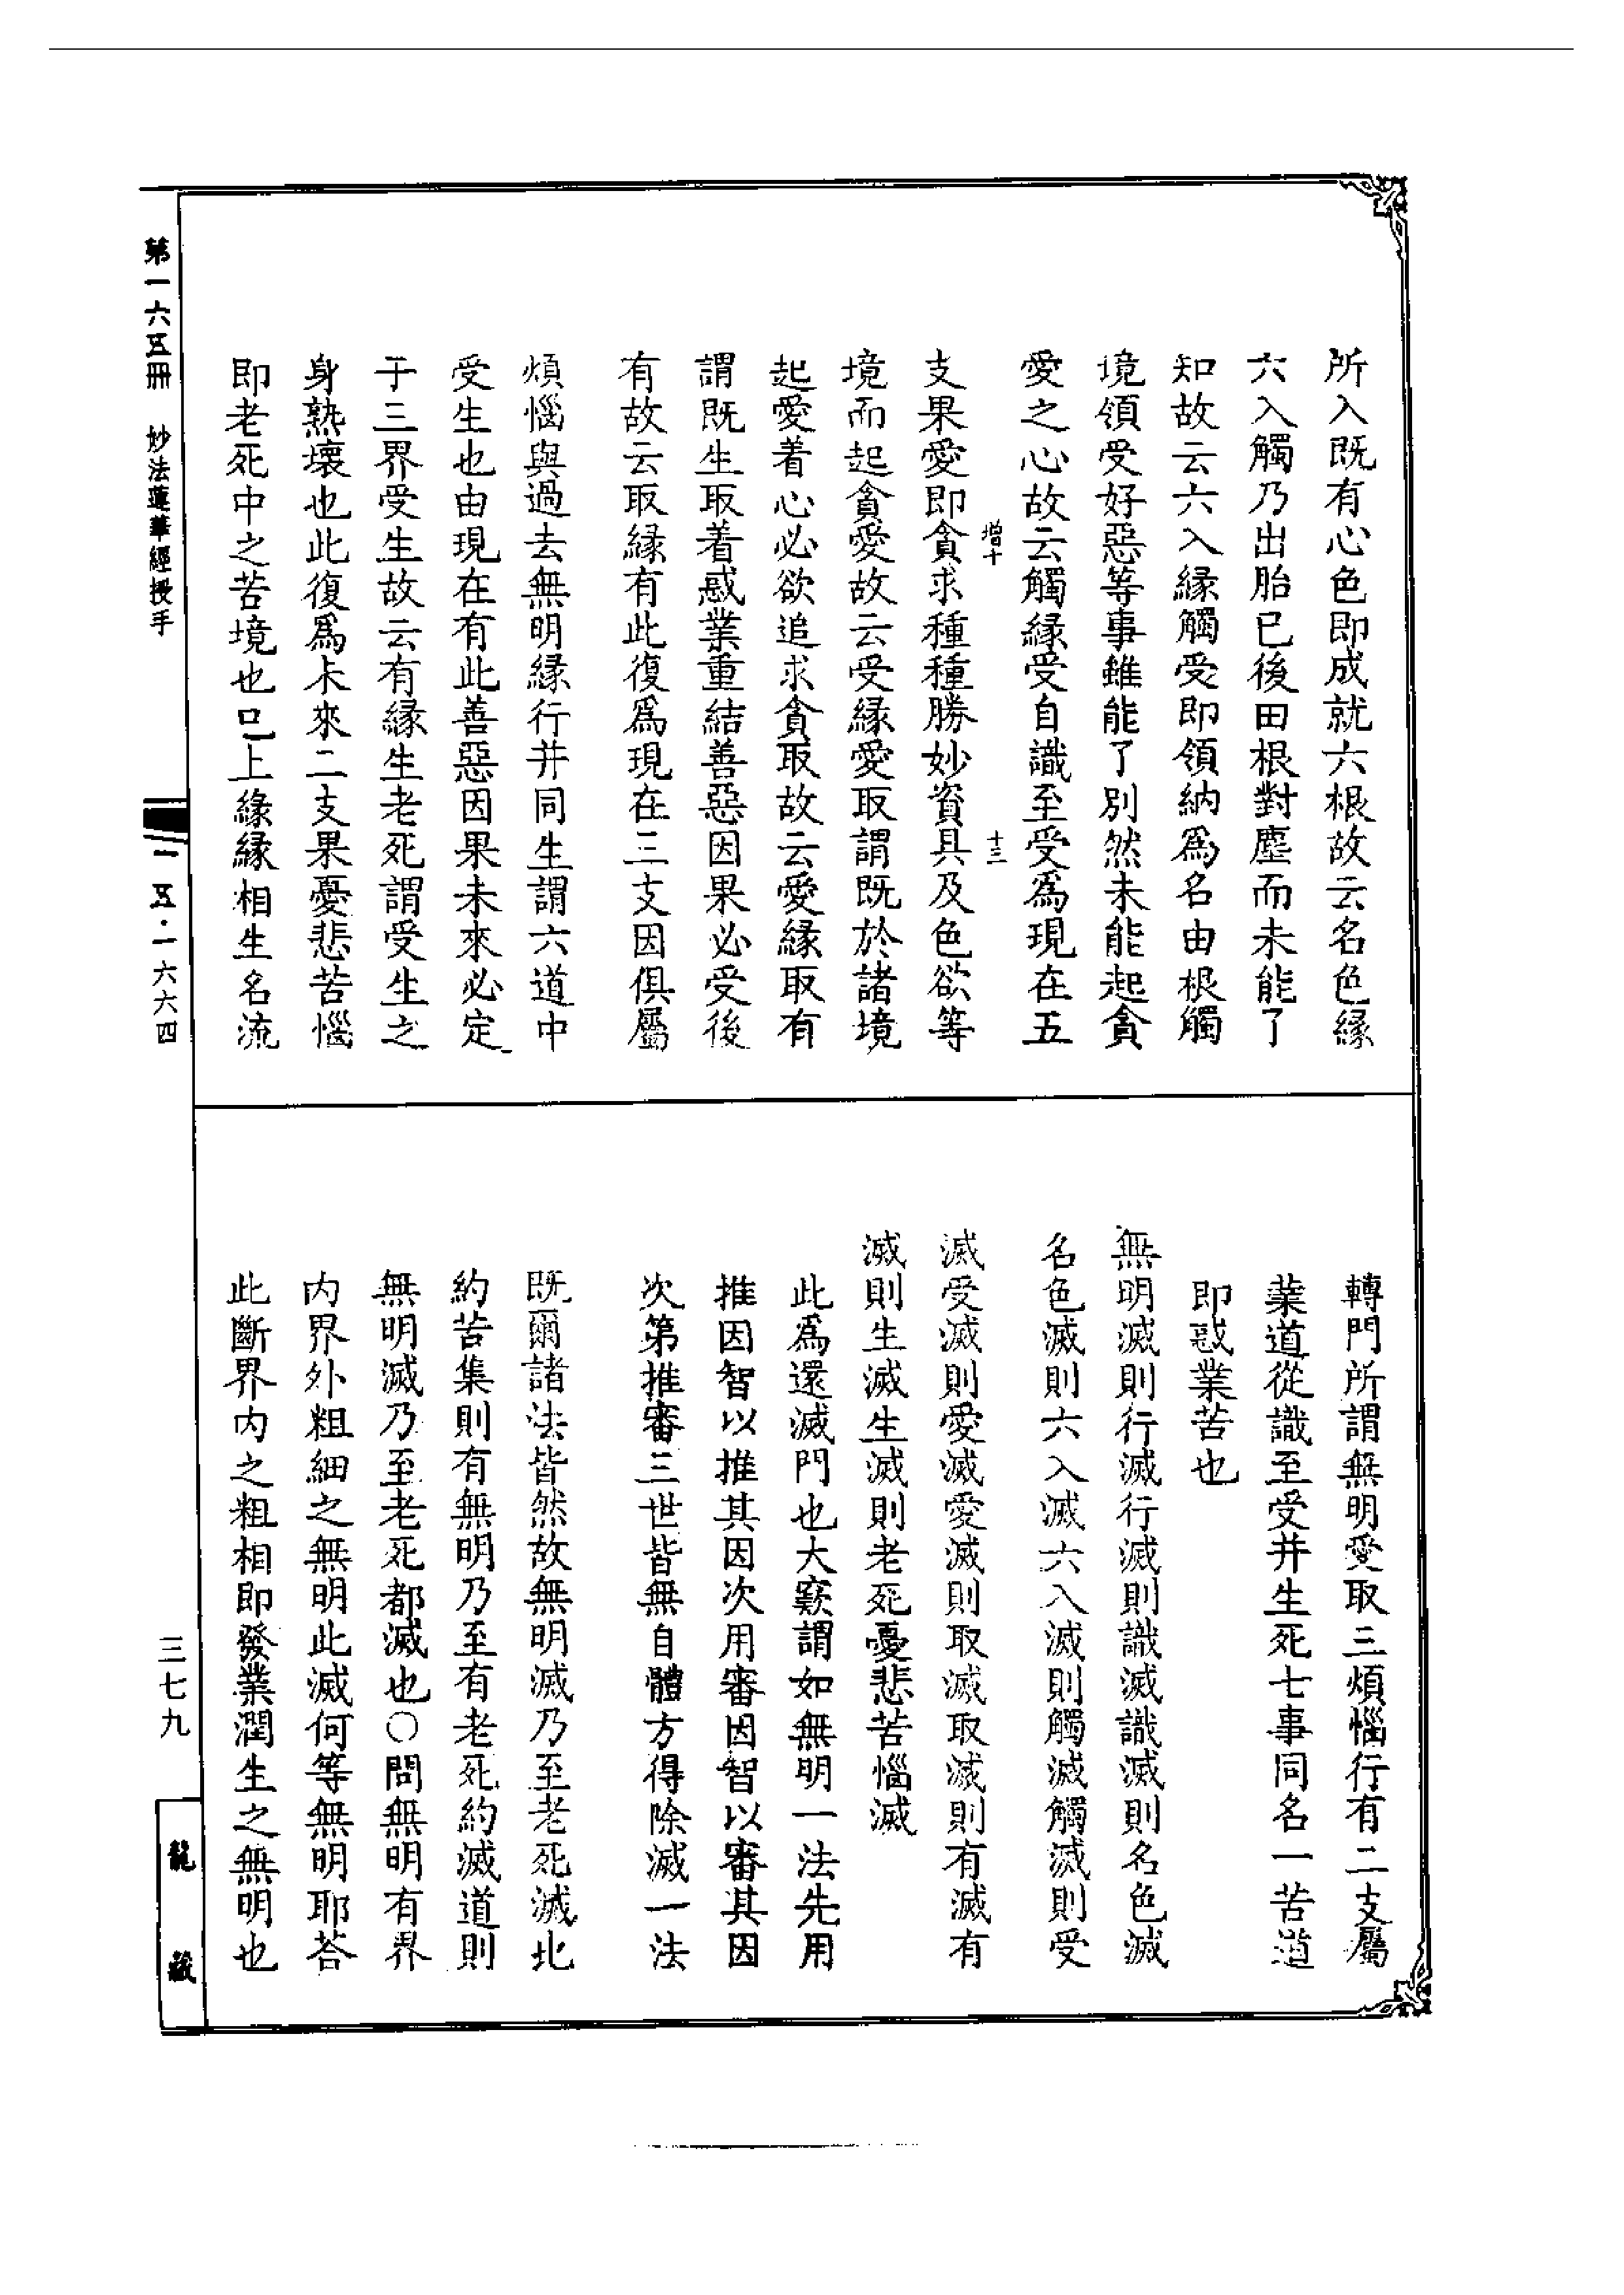 所入既有心色即成就六根故云名色緣
六入觸乃出胎已後田根對塵而未能了
知故云六入緣觸受即領納爲名由根觸
境領受好惡等事雖能了別然未能起貪
愛之心故云觸緣受自識至受爲現在五
增十 十三
支果愛即貪求種種勝妙資具及色欲等
境而起貪愛故云受緣愛取謂既於諸境
起愛着心必欲追求貪取故云愛緣取有
謂既生取着惑業重結善惡因果必受後
有故云取緣有此復爲現在三支因俱屬
煩惱與過去無明緣行并同生謂六道中
受生也由現在有此善惡因果未來必定
于三界受生故云有緣生老死謂受生之
身熟壞也此復爲未來二支果憂悲苦惱
即老死中之苦境也已上緣緣相生名流
轉門所謂無明愛取三煩惱行有二支屬
業道從識至受并生死七事同名一苦道
即惑業苦也
無明滅則行滅行滅則識滅識滅則名色滅
名色滅則六入滅六入滅則觸滅觸滅則受
滅受滅則愛滅愛滅則取滅取滅則有滅有
滅則生滅生滅則老死憂悲苦惱滅
此爲還滅門也大窾謂如無明一法先用
推因智以推其因次用審因智以審其因
次第推審三世皆無自體方得除滅一法
既爾諸法皆然故無明滅乃至老死滅此
約苦集則有無明乃至有老死約滅道則
無明滅乃至老死都滅也○問無明有界
内界外粗細之無明此滅何等無明耶荅
此斷界内之粗相即發業潤生之無明也
第一六五冊 妙法蓮華經授手
一五·一六六四
三七九
龍藏